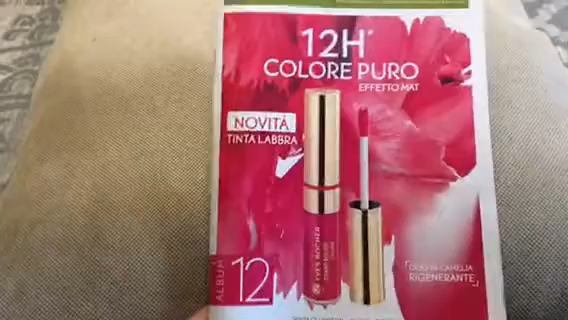 12H*
COLORE PURO
EFFETTO MAT
NOVITÀ
TINTA LABBRA
YVES ROCHER
ALBUM
12
OLIO DI CAMELIA
RIGENERANTE